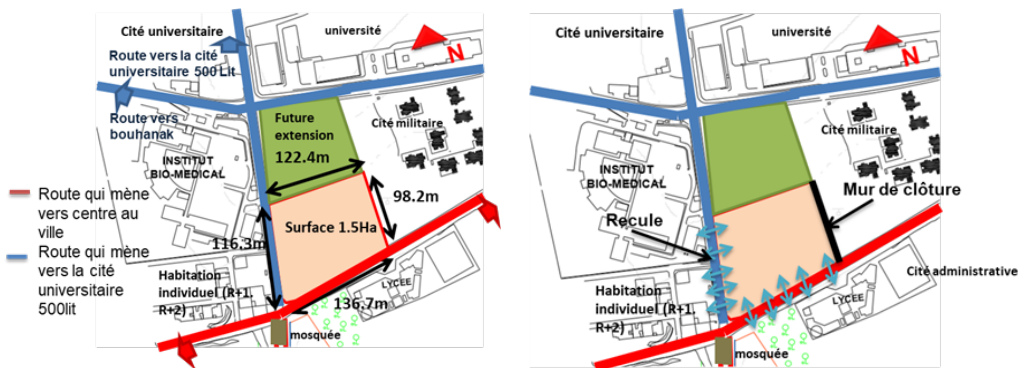 Cité universitaire
université
Route vers la cité
universitaire 500 Lit
N
Route vers
bouhanak
Future
extension
122.4m
Cité militaire
INSTITUT
BIO-MEDICAL
98.2m
Route qui mène
vers centre au
ville
Route qui mène
vers la cité
universitaire
500lit
Surface 1.5Ha
116.3m
Habitation
individuel (R+1.
R+2)
136.7m
LYCEE
mosquée
Cité universitaire
université
N
Cité militaire
INSTITUT
BIO-MEDICAL
Mur de clôture
Recule
Cité administrative
Habitation
individuel (R+1.
R+2)
LYCEE
mosquée